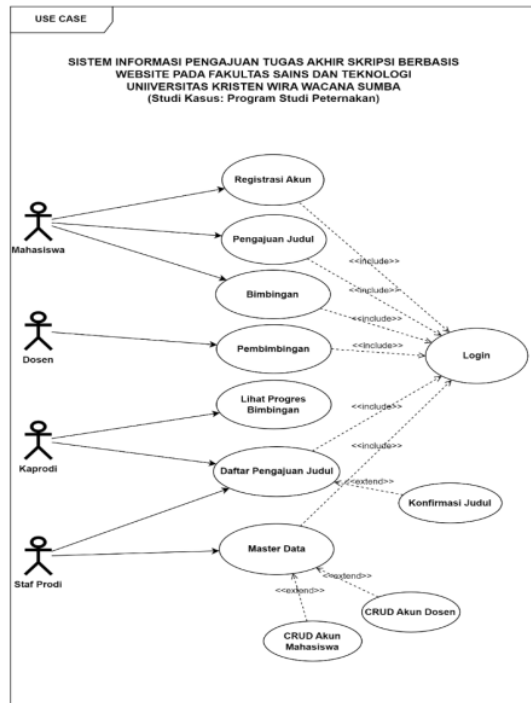 USE CASE
SISTEM INFORMASI PENGAJUAN TUGAS AKHIR SKRIPSI BERBASIS
WEBSITE PADA FAKULTAS SAINS DAN TEKNOLOGI
UNIIVERSITAS KRISTEN WIRA WACANA SUMBA
(Studi Kasus: Program Studi Peternakan)
Registrasi Akun
Mahasiswa
Pengajuan Judul
<<include>>
Bimbingan
<<include>>
<<include>>
Dosen
Pembimbingan
<<include>>
Login
Lihat Progres
Bimbingan
<<include>>
Kaprodi
Daftar Pengajuan Judul
<<include>>
<<extend>>
Konfirmasi Judul
Staf Prodi
Master Data
<<extend>>
<<extend>>
CRUD Akun Dosen
CRUD Akun
Mahasiswa